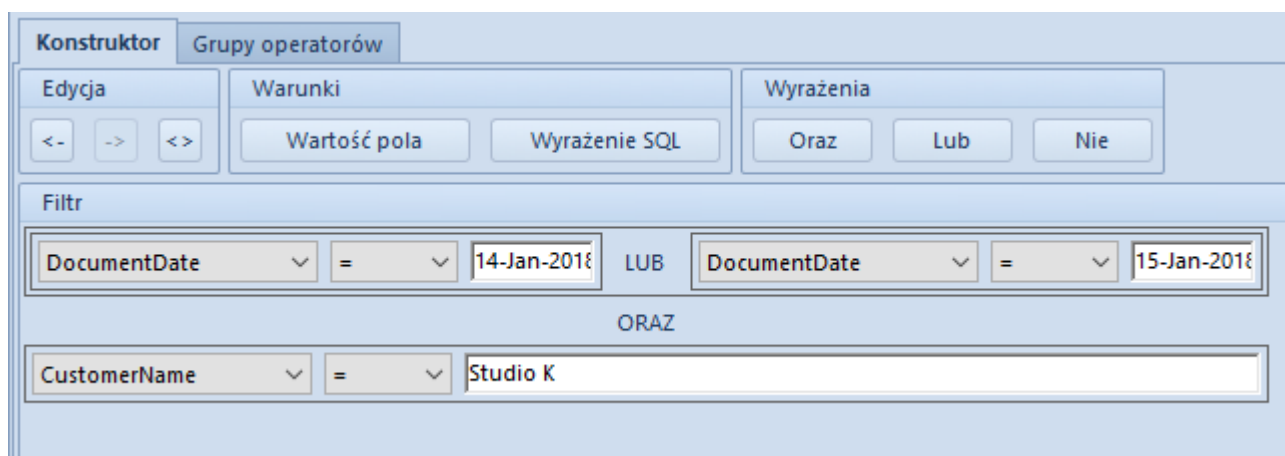 Konstruktor Grupy operatorów
Edycja Warunki Wyrażenia
<- -> <> Wartość pola Wyrażenie SQL Oraz Lub Nie
Filtr
DocumentDate = 14-Jan-2018 LUB DocumentDate = 15-Jan-2018
ORAZ
CustomerName = Studio K